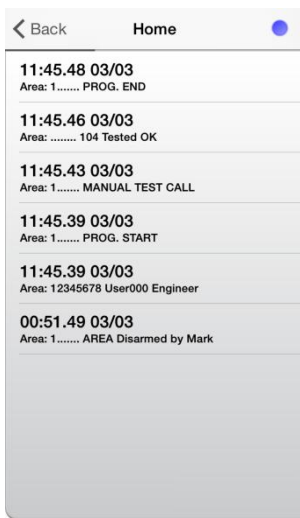 Back Home
11:45.48 03/03
Area: 1....... PROG. END
11:45.46 03/03
Area: ........ 104 Tested OK
11:45.43 03/03
Area: 1....... MANUAL TEST CALL
11:45.39 03/03
Area: 1....... PROG. START
11:45.39 03/03
Area: 12345678 User000 Engineer
00:51.49 03/03
Area: 1....... AREA Disarmed by Mark